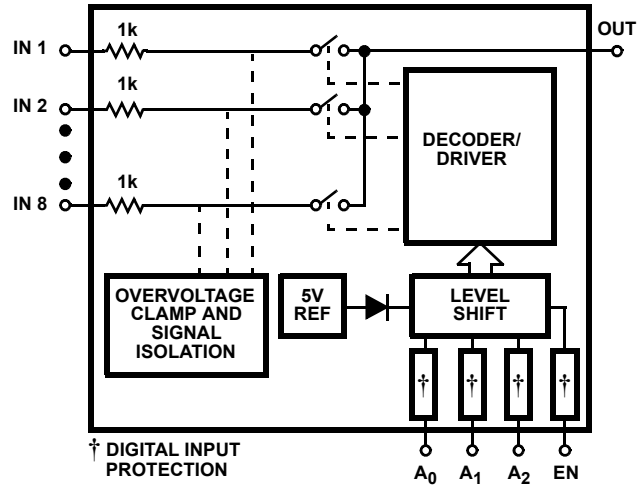 1k
OUT
IN 1
1k
IN 2
DECODER/
DRIVER
1k
IN 8
OVERVOLTAGE
CLAMP AND
SIGNAL
ISOLATION
5V
REF
LEVEL
SHIFT
† † † †
† DIGITAL INPUT
PROTECTION
A0 A1 A2 EN